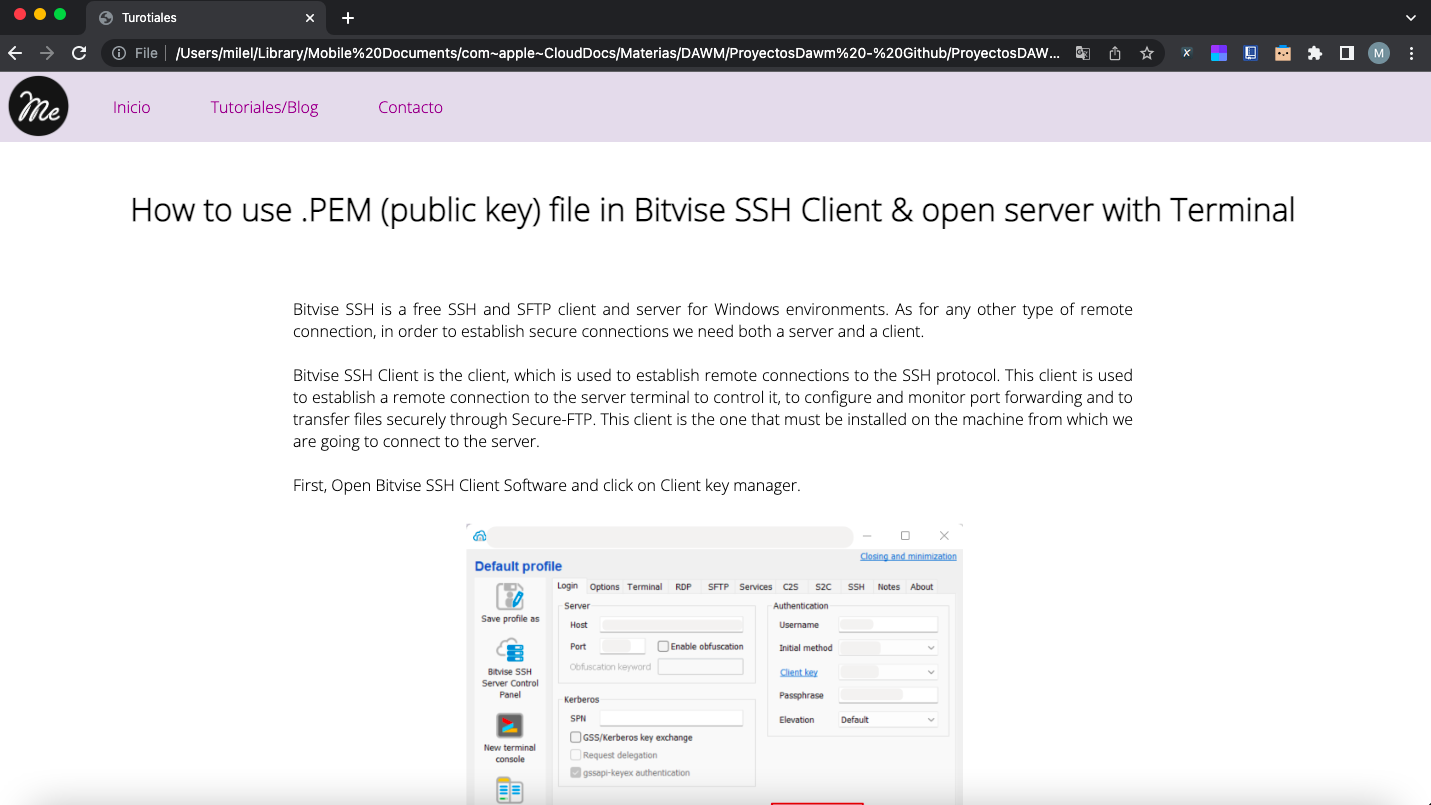 Turotiales
File
/Users/milel/Library/Mobile%20Documents/com~apple~CloudDocs/Materias/DAWM/ProyectosDawm%20-%20Github/ProyectosDAW...
M
Me
Inicio
Tutoriales/Blog
Contacto
How to use .PEM (public key) file in Bitvise SSH Client & open server with Terminal
Bitvise SSH is a free SSH and SFTP client and server for Windows environments. As for any other type of remote
connection, in order to establish secure connections we need both a server and a client.
Bitvise SSH Client is the client, which is used to establish remote connections to the SSH protocol. This client is used
to establish a remote connection to the server terminal to control it, to configure and monitor port forwarding and to
transfer files securely through Secure-FTP. This client is the one that must be installed on the machine from which we
are going to connect to the server.
First, Open Bitvise SSH Client Software and click on Client key manager.
Closing and minimization
Default profile
Save profile as
Bitvise SSH
Server Control
Panel
New terminal
console
Login Options Terminal RDP SFTP Services C2S S2C SSH Notes About
Server
Host
Port
Enable obfuscation
Obfuscation keyword
Kerberos
SPN
GSS/Kerberos key exchange
Request delegation
gssapi-keyex authentication
Authentication
Username
Initial method
Client key
Passphrase
Elevation
Default